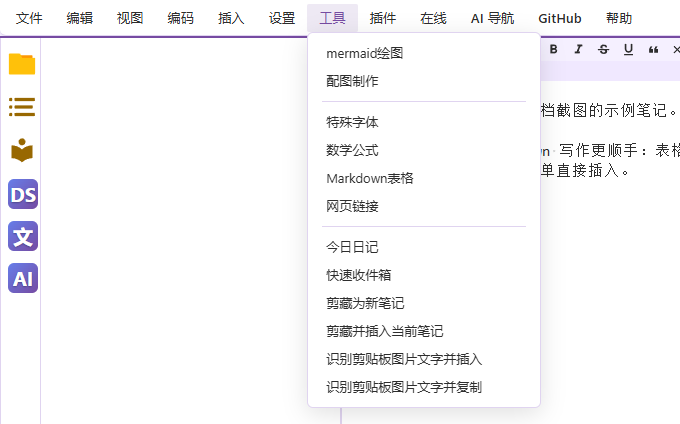 文件 编辑 视图 编码 插入 设置 工具 插件 在线 AI 导航 GitHub 帮助
B I S U
mermaid绘图
配图制作
特殊字体
数学公式
Markdown表格
网页链接
今日日记
快速收件箱
剪藏为新笔记
剪藏并插入当前笔记
识别剪贴板图片文字并插入
识别剪贴板图片文字并复制
DS
文
AI
档截图的示例笔记。
写作更顺手：表格
单直接插入。